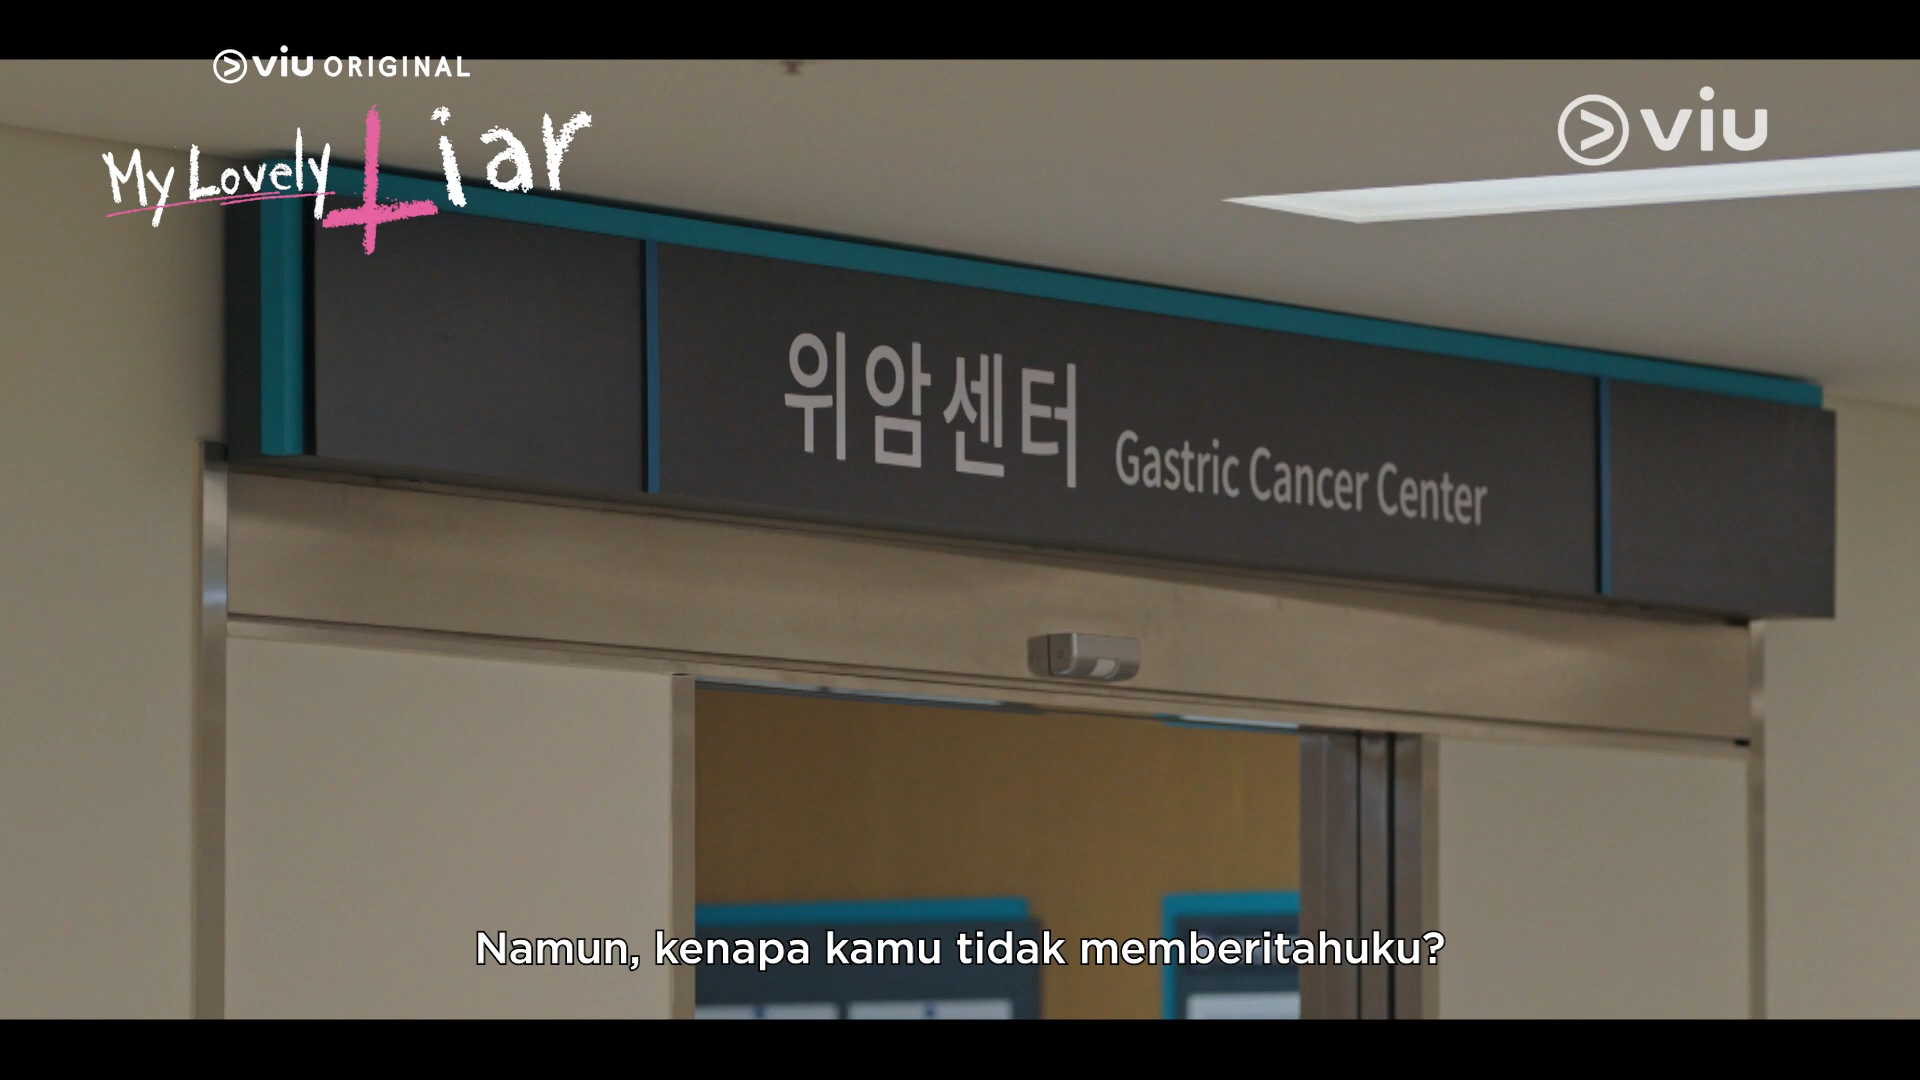 viu ORIGINAL
My Lovely Liar
viu
위암센터 Gastric Cancer Center
Namun, kenapa kamu tidak memberitahuku?